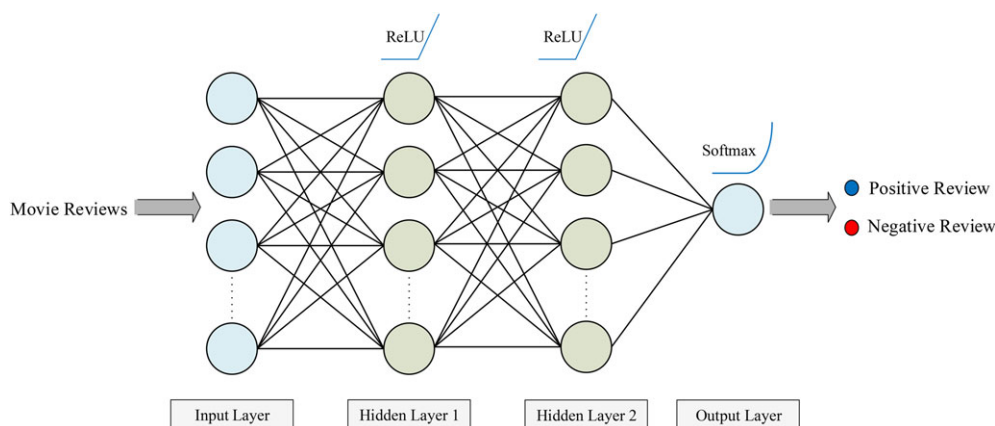 ReLU
ReLU
Softmax
Movie Reviews
Positive Review
Negative Review
Input Layer
Hidden Layer 1
Hidden Layer 2
Output Layer